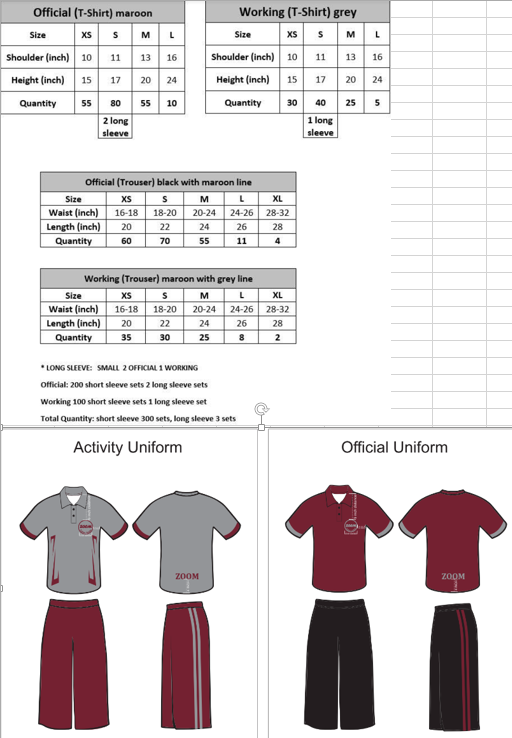 Official (T-Shirt) maroon
Size XS S M L
Shoulder (inch) 10 11 13 16
Height (inch) 15 17 20 24
Quantity 55 80 55 10
2 long
sleeve
Working (T-Shirt) grey
Size XS S M L
Shoulder (inch) 10 11 13 16
Height (inch) 15 17 20 24
Quantity 30 40 25 5
1 long
sleeve
Official (Trouser) black with maroon line
Size XS S M L XL
Waist (inch) 16-18 18-20 20-24 24-26 28-32
Length (inch) 20 22 24 26 28
Quantity 60 70 55 11 4
Working (Trouser) maroon with grey line
Size XS S M L XL
Waist (inch) 16-18 18-20 20-24 24-26 28-32
Length (inch) 20 22 24 26 28
Quantity 35 30 25 8 2
* LONG SLEEVE: SMALL 2 OFFICIAL 1 WORKING
Official: 200 short sleeve sets 2 long sleeve sets
Working 100 short sleeve sets 1 long sleeve set
Total Quantity: short sleeve 300 sets, long sleeve 3 sets
Activity Uniform
Official Uniform
ZOOM
ZOOM
ZOOM
ZOOM